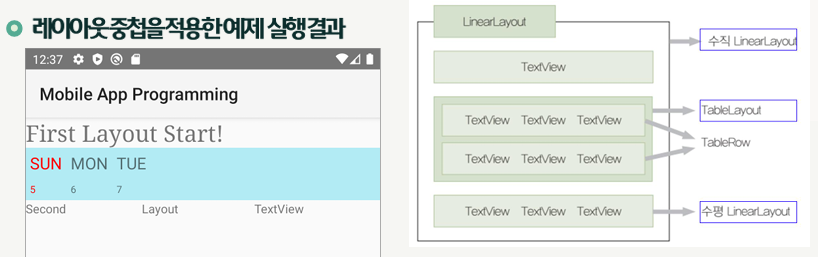 레이아웃 중첩을 적용한 예제 실행 결과
12:37
Mobile App Programming
First Layout Start!
SUN MON TUE
5 6 7
Second Layout TextView
LinearLayout
수직 LinearLayout
TextView
TextView TextView TextView
TableLayout
TableRow
TextView TextView TextView
TextView TextView TextView
수평 LinearLayout